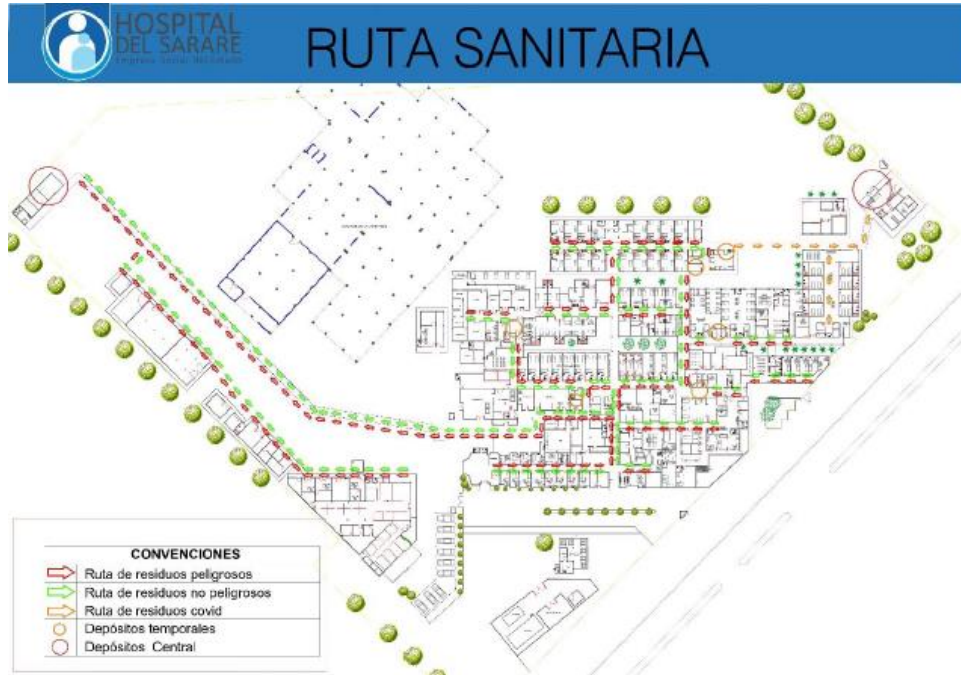 HOSPITAL
DEL SARARE
Empresa Social del Estado
RUTA SANITARIA
CONVENCIONES
Ruta de residuos peligrosos
Ruta de residuos no peligrosos
Ruta de residuos covid
Depósitos temporales
Depósitos Central